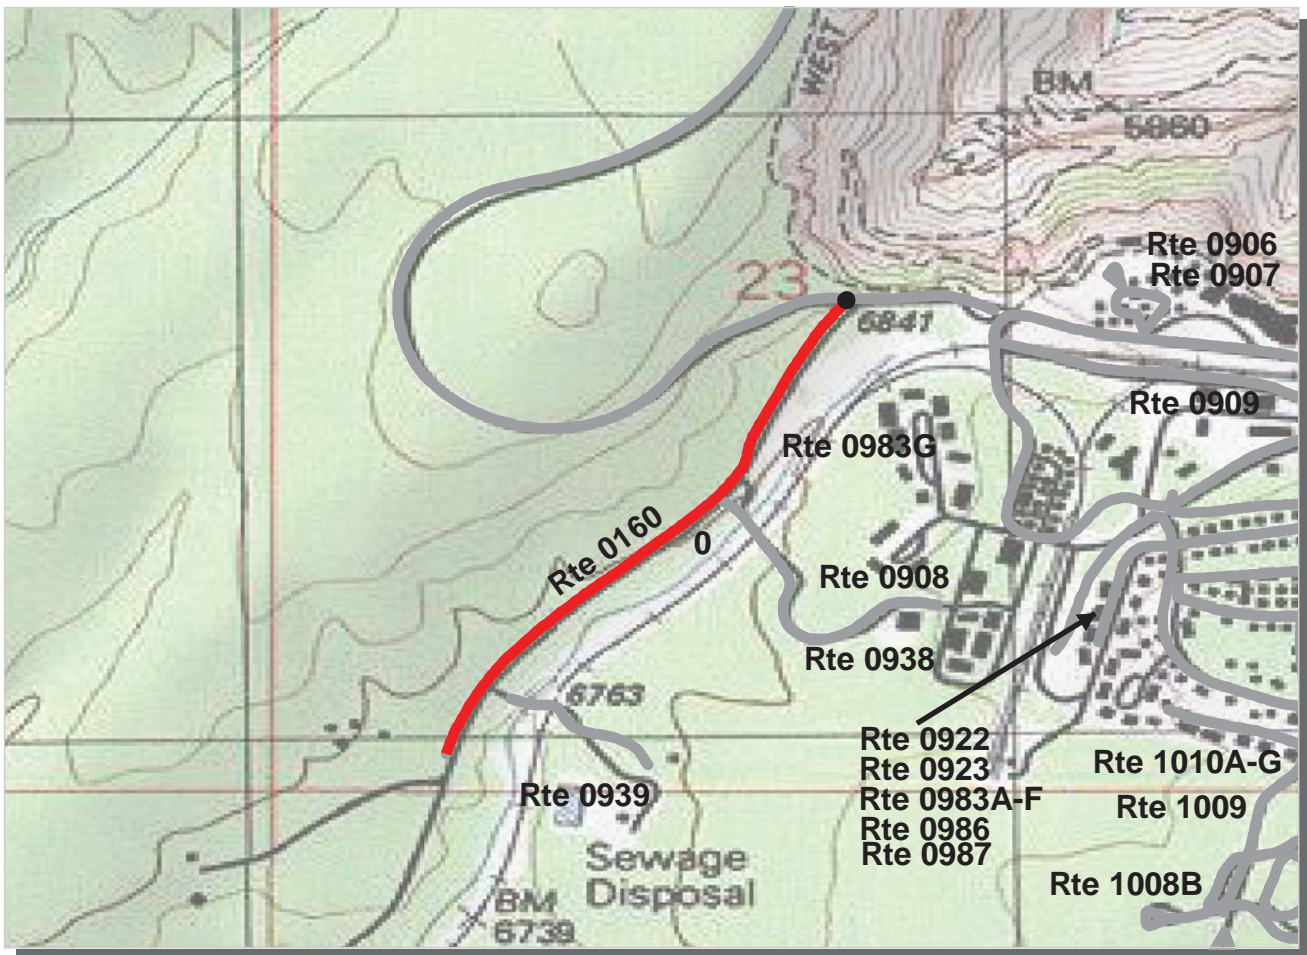 WEST
BM
5860
Rte 0906
Rte 0907
23
6841
Rte 0909
Rte 0983G
Rte 0160
0
Rte 0908
Rte 0938
6763
Rte 0922
Rte 0923
Rte 0983A-F
Rte 0986
Rte 0987
Rte 1010A-G
Rte 1009
Rte 0939
Sewage
Disposal
Rte 1008B
BM
6739